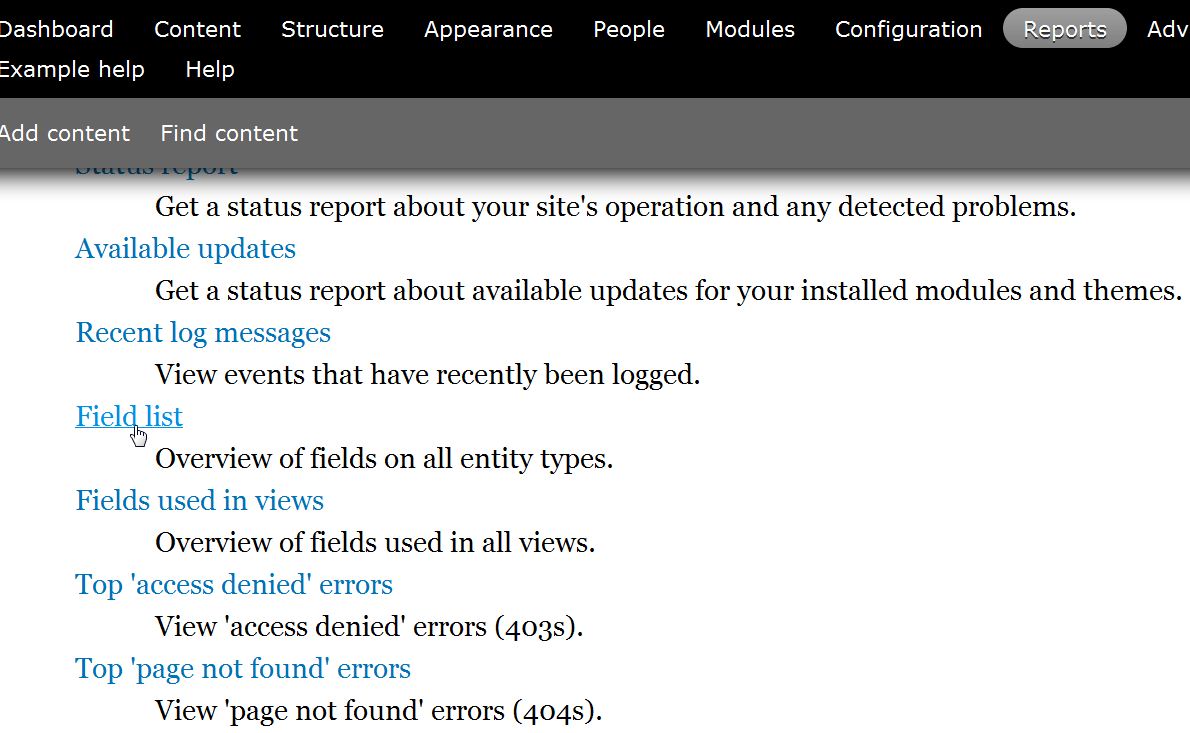 Dashboard Content Structure Appearance People Modules Configuration Reports Adv
Example help Help
Add content Find content
Status report
Get a status report about your site's operation and any detected problems.
Available updates
Get a status report about available updates for your installed modules and themes.
Recent log messages
View events that have recently been logged.
Field list
Overview of fields on all entity types.
Fields used in views
Overview of fields used in all views.
Top 'access denied' errors
View 'access denied' errors (403s).
Top 'page not found' errors
View 'page not found' errors (404s).